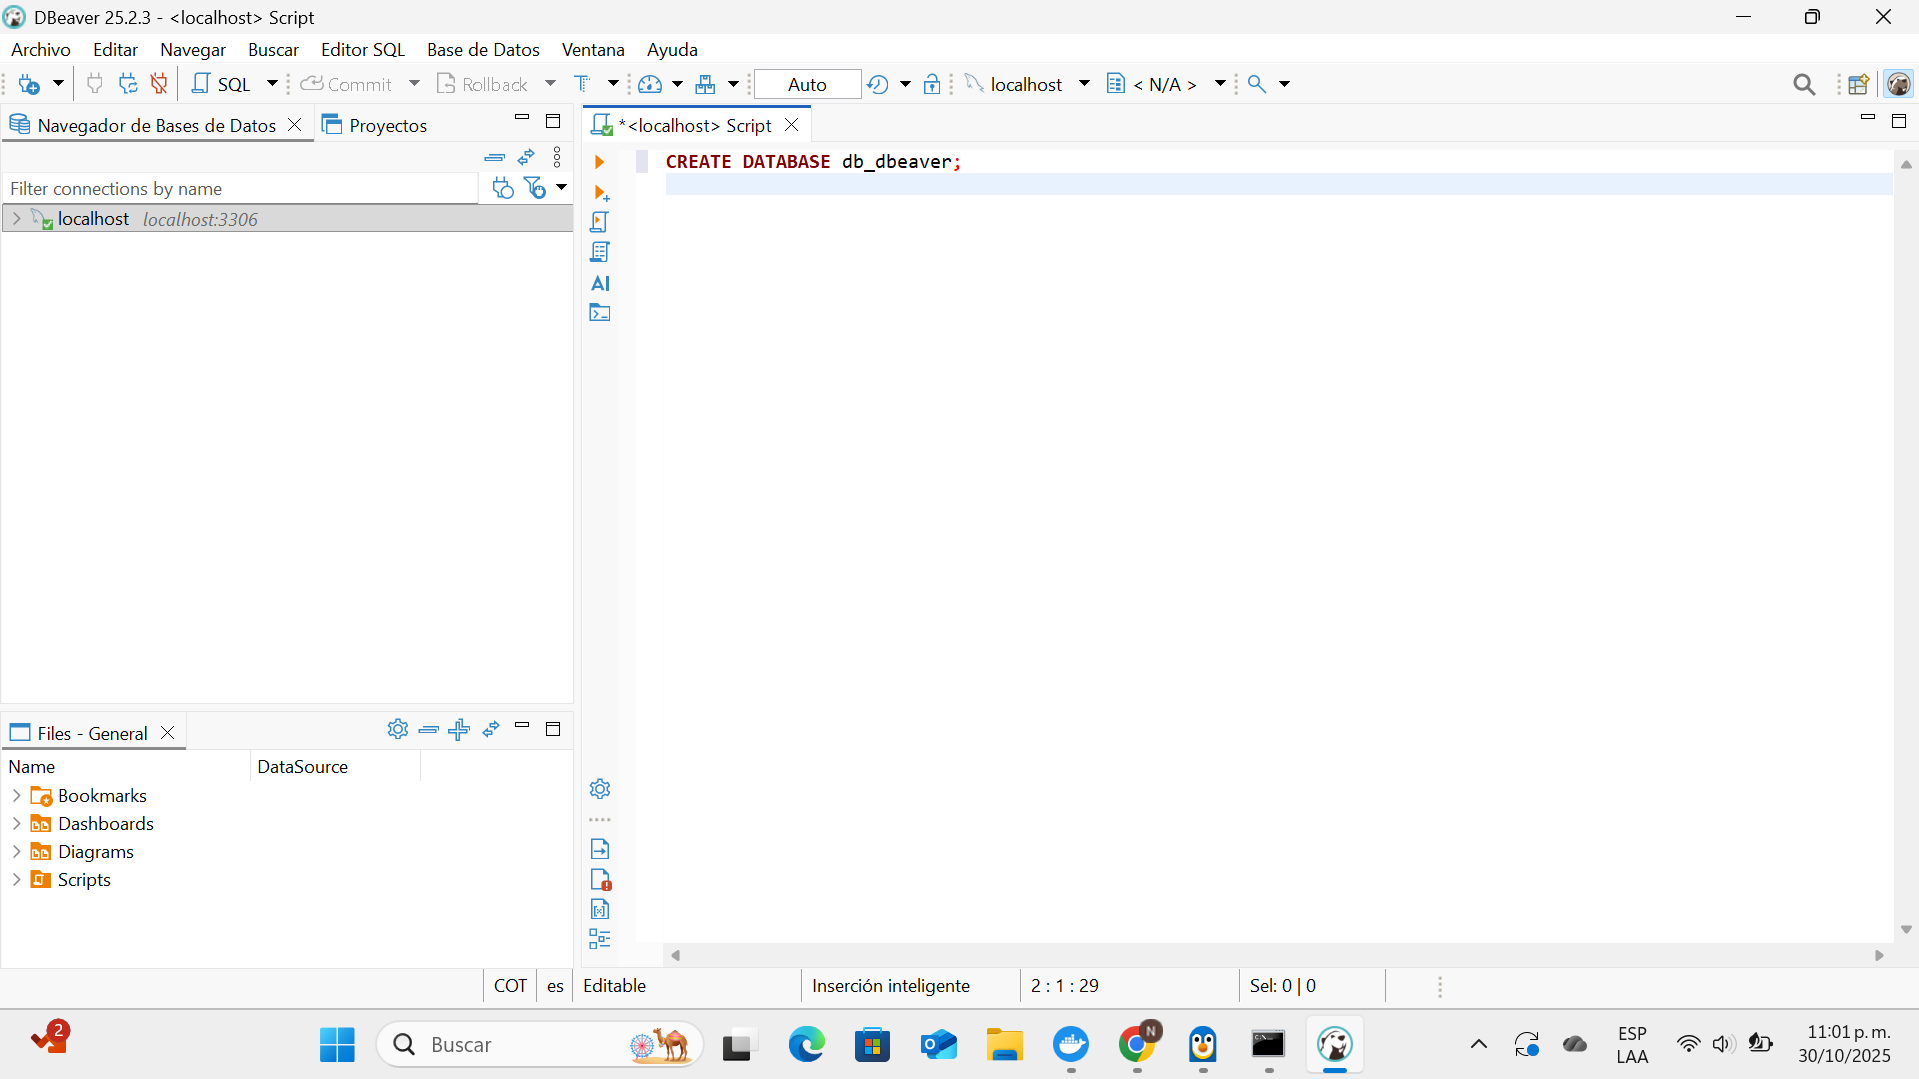 DBeaver 25.2.3 - <localhost> Script
Archivo Editar Navegar Buscar Editor SQL Base de Datos Ventana Ayuda
SQL Commit Rollback T Auto localhost < N/A >
Navegador de Bases de Datos Proyectos
*<localhost> Script
Filter connections by name
localhost localhost:3306
CREATE DATABASE db_dbeaver;
AI
Files - General
Name DataSource
Bookmarks
Dashboards
Diagrams
Scripts
COT es Editable Inserción inteligente 2 : 1 : 29 Sel: 0 | 0
2
Buscar
N
ESP
LAA
11:01 p. m.
30/10/2025